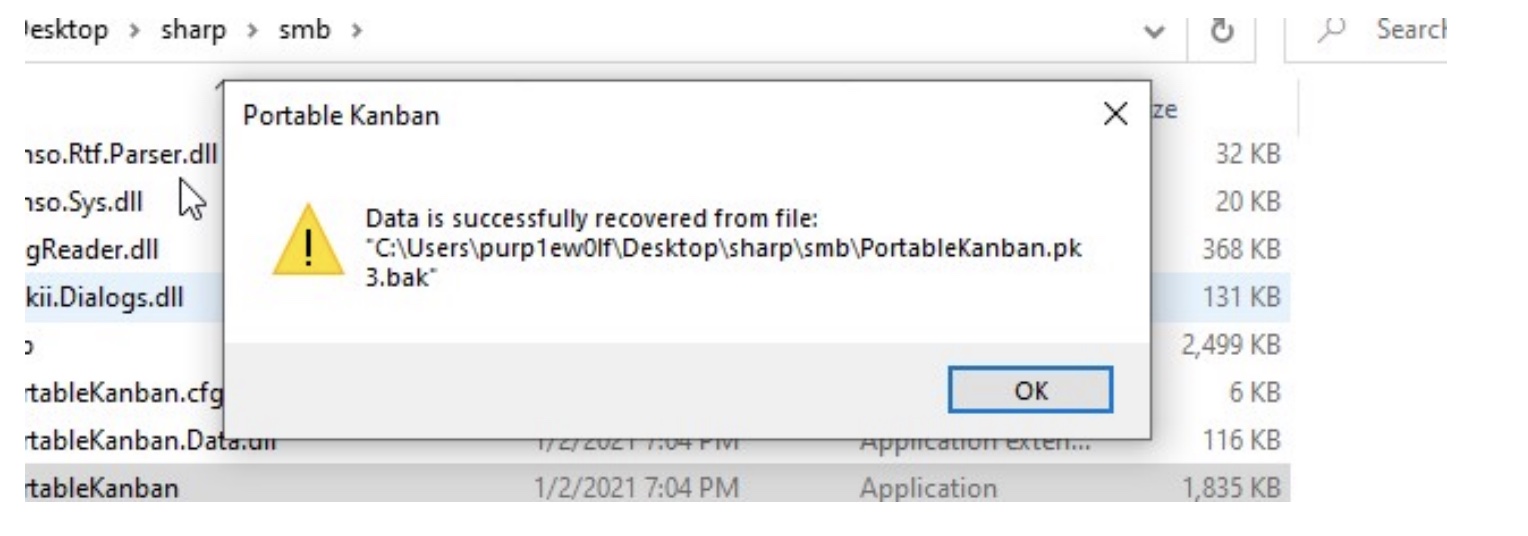 esktop > sharp > smb >
Search
Portable Kanban
ze
nso.Rtf.Parser.dll 32 KB
nso.Sys.dll 20 KB
Data is successfully recovered from file:
gReader.dll 368 KB
"C:\Users\purp1ew0lf\Desktop\sharp\smb\PortableKanban.pk
3.bak"
kii.Dialogs.dll 131 KB
2,499 KB
OK
rtableKanban.cfg 6 KB
rtableKanban.Data.dll 1/2/2021 7:04 PM Application exten... 116 KB
rtableKanban 1/2/2021 7:04 PM Application 1,835 KB